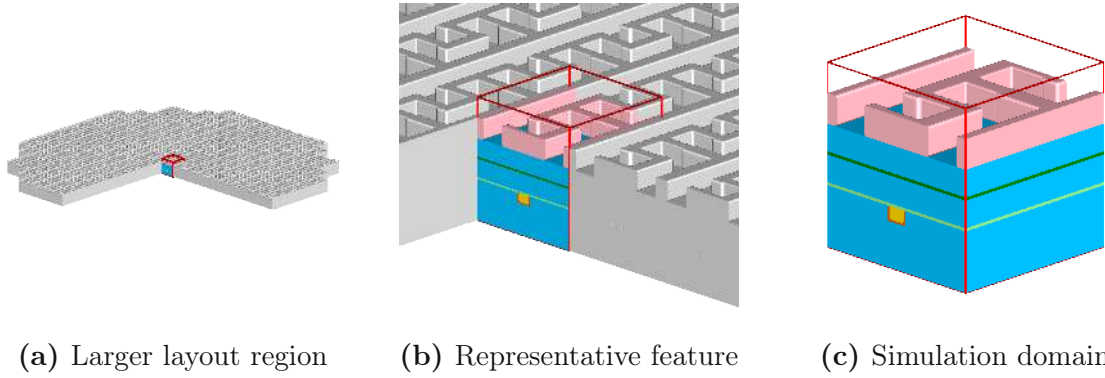 (a) Larger layout region
(b) Representative feature
(c) Simulation domain